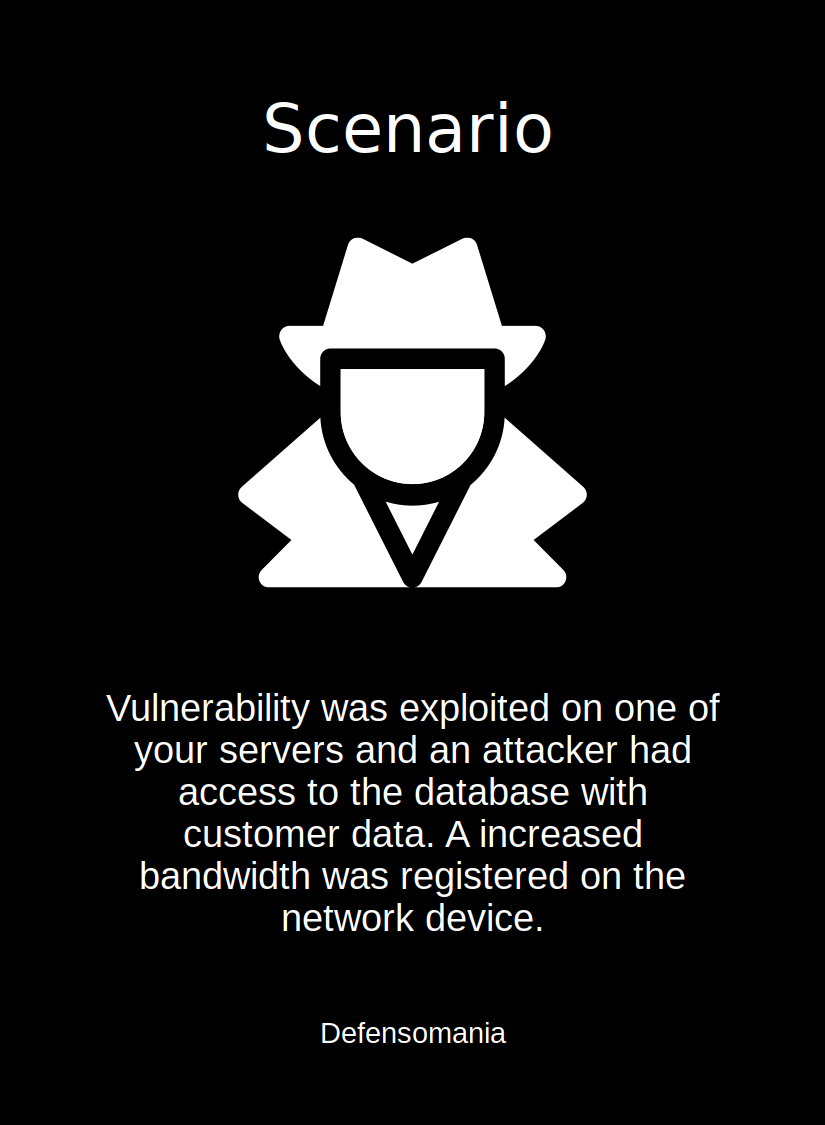 Scenario
Vulnerability was exploited on one of
your servers and an attacker had
access to the database with
customer data. A increased
bandwidth was registered on the
network device.
Defensomania